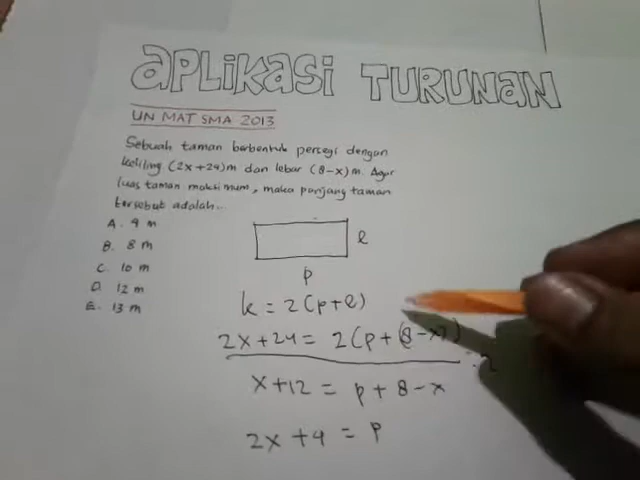 APLIKASI TURUNAN
UN MAT SMA 2013
Sebuah taman berbentuk persegi dengan
keliling (2x+24)m dan lebar (8-x)m. Agar
luas taman maksimum, maka panjang taman
tersebut adalah...
A. 4 m
B. 8 m
C. 10 m
D. 12 m
E. 13 m
l
p
k = 2(p+l)
2x+24 = 2(p+(8-x)) : 2
x+12 = p+8-x
2x+4 = p